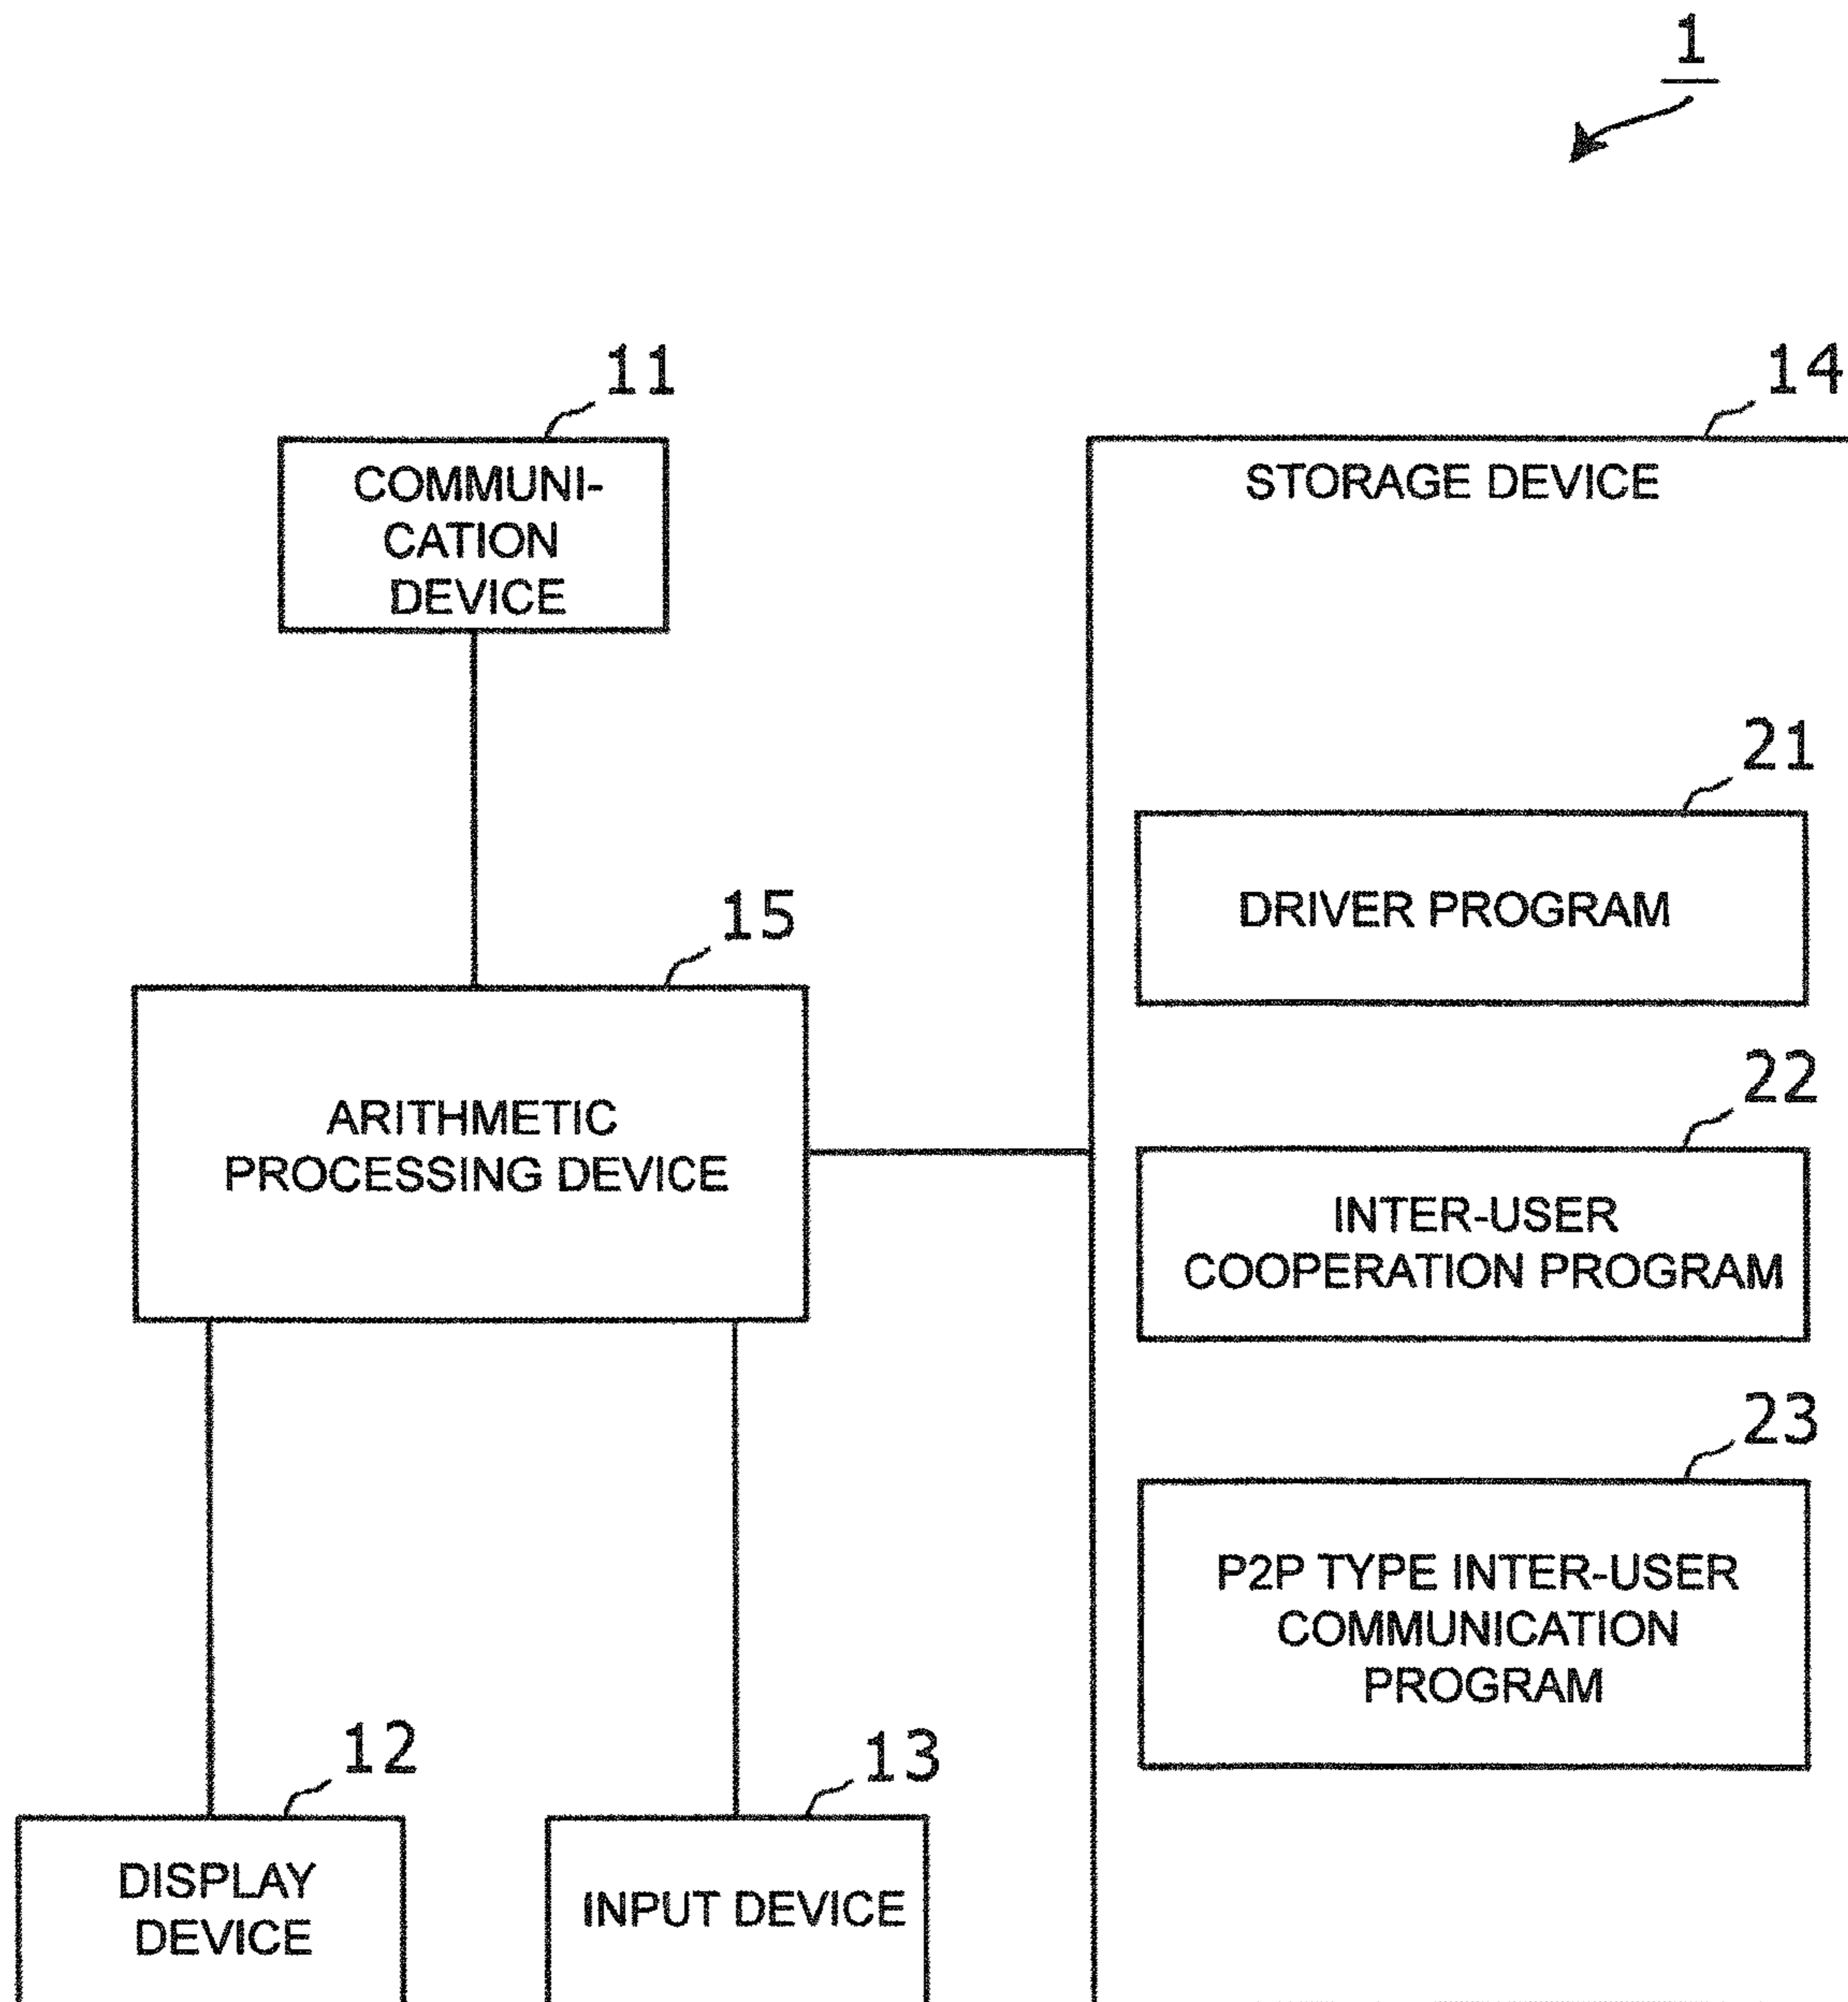 1
11
14
COMMUNI-
CATION
DEVICE
STORAGE DEVICE
21
DRIVER PROGRAM
15
ARITHMETIC
PROCESSING DEVICE
22
INTER-USER
COOPERATION PROGRAM
23
P2P TYPE INTER-USER
COMMUNICATION
PROGRAM
12
13
DISPLAY
DEVICE
INPUT DEVICE